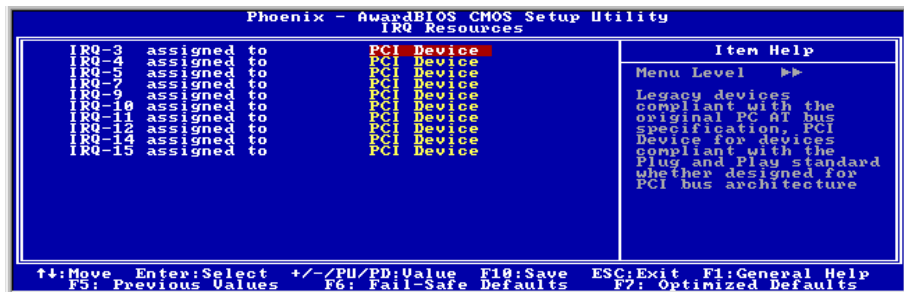 Phoenix - AwardBIOS CMOS Setup Utility
IRQ Resources
IRQ-3 assigned to PCI Device
IRQ-4 assigned to PCI Device
IRQ-5 assigned to PCI Device
IRQ-7 assigned to PCI Device
IRQ-9 assigned to PCI Device
IRQ-10 assigned to PCI Device
IRQ-11 assigned to PCI Device
IRQ-12 assigned to PCI Device
IRQ-14 assigned to PCI Device
IRQ-15 assigned to PCI Device
Item Help
Menu Level ▶▶
Legacy devices
compliant with the
original PC AT bus
specification, PCI
Device for devices
compliant with the
Plug and Play standard
whether designed for
PCI bus architecture
↑↓:Move Enter:Select +/-/PU/PD:Value F10:Save ESC:Exit F1:General Help
F5: Previous Values F6: Fail-Safe Defaults F7: Optimized Defaults